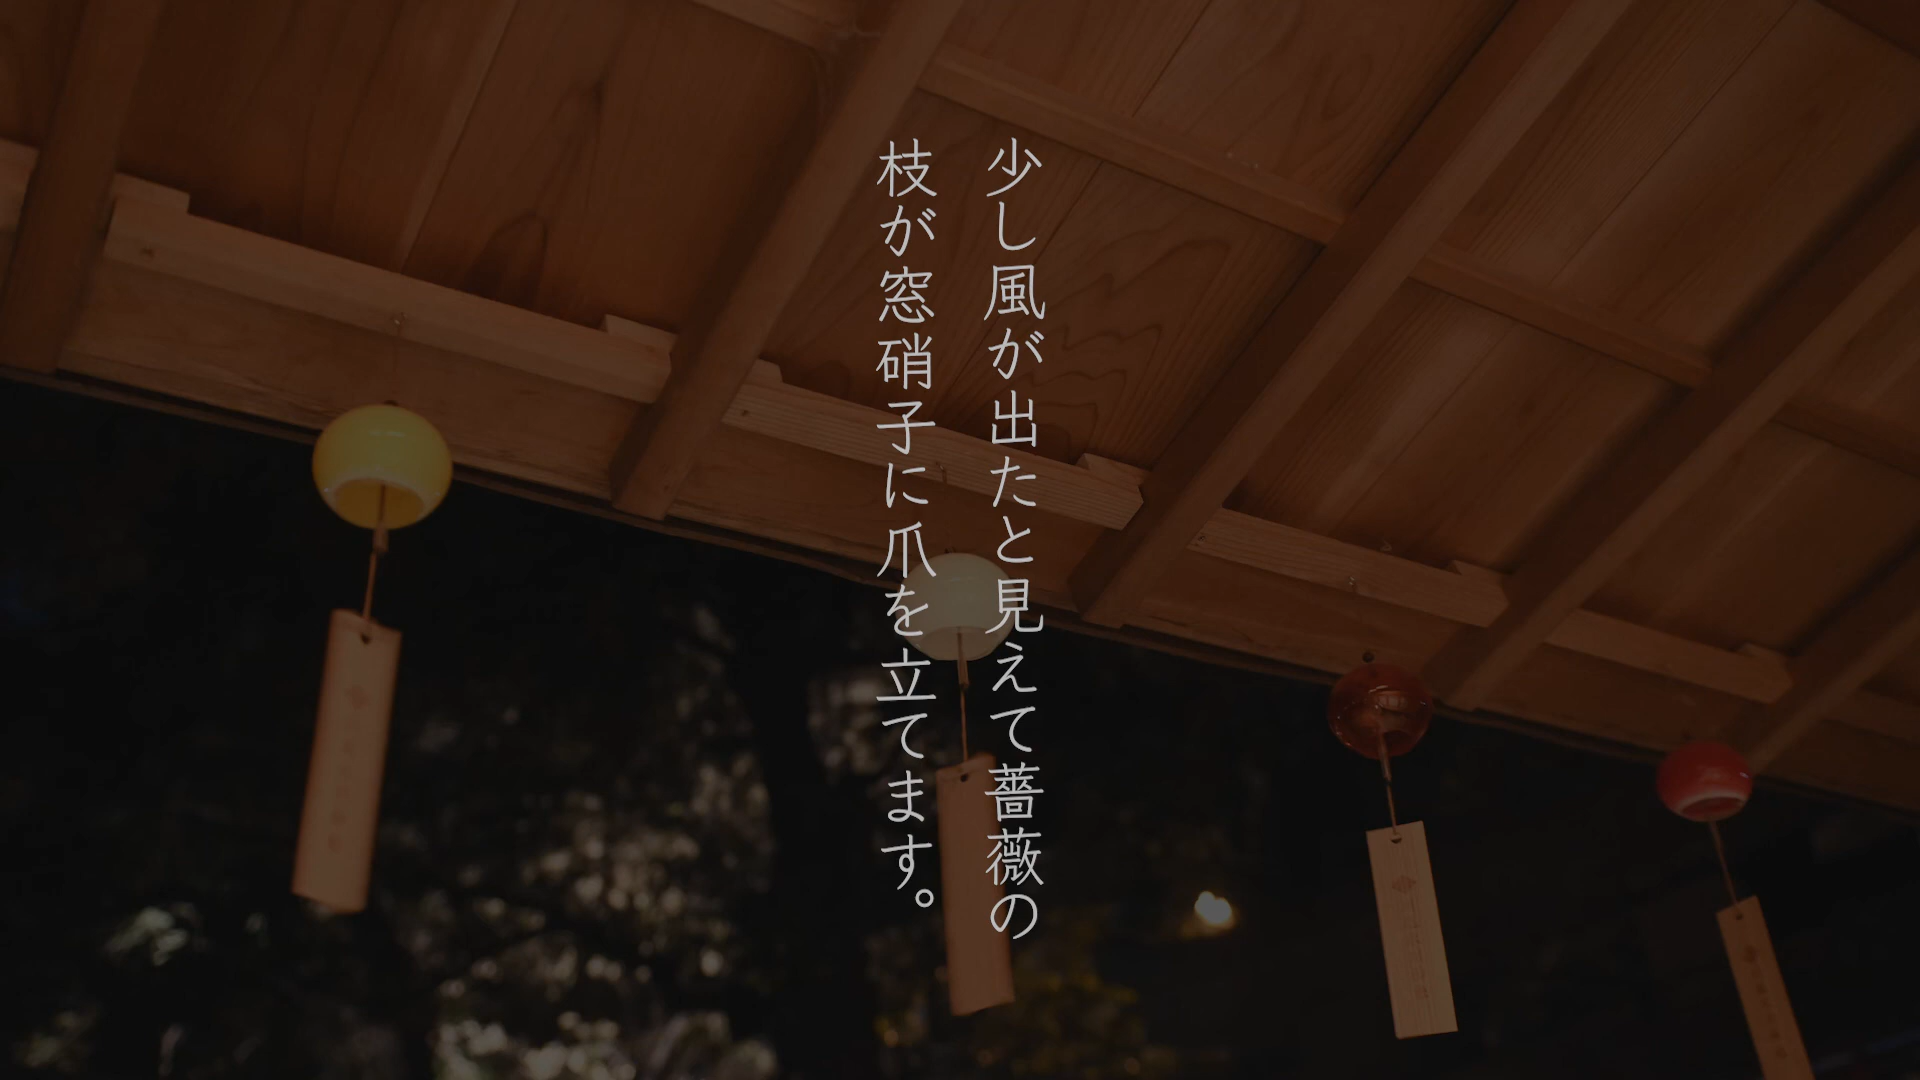 少し風が出たと見えて薔薇の
枝が窓硝子に爪を立てます。